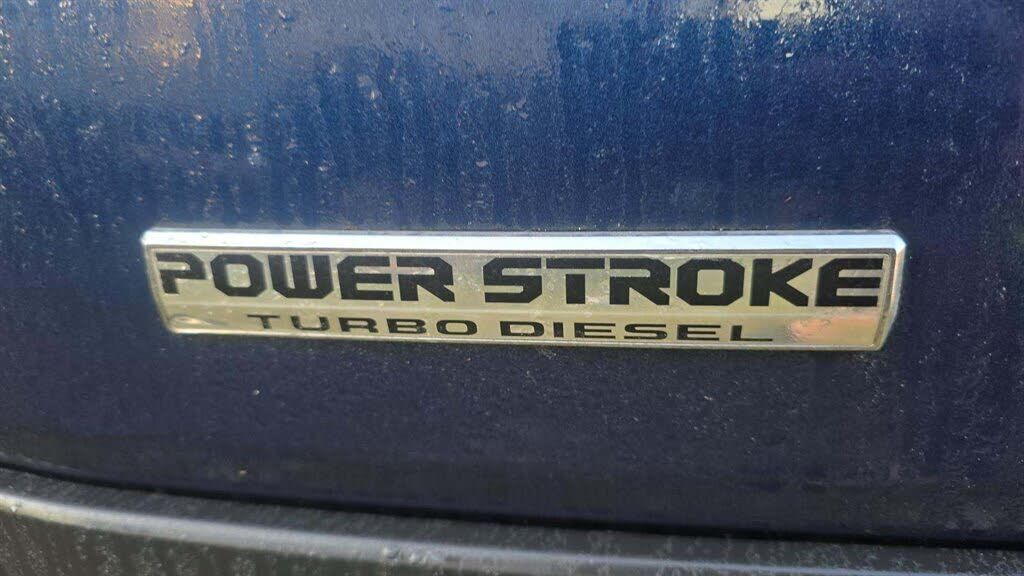 POWER STROKE
TURBO DIESEL